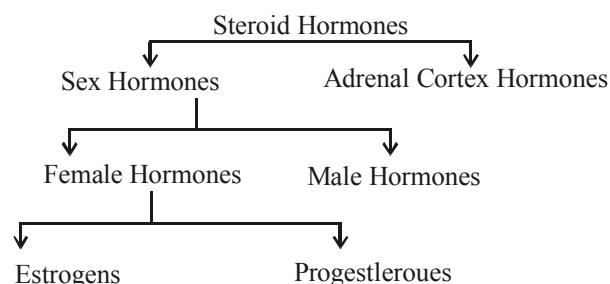 Steroid Hormones
Sex Hormones Adrenal Cortex Hormones
Female Hormones Male Hormones
Estrogens Progestleroues